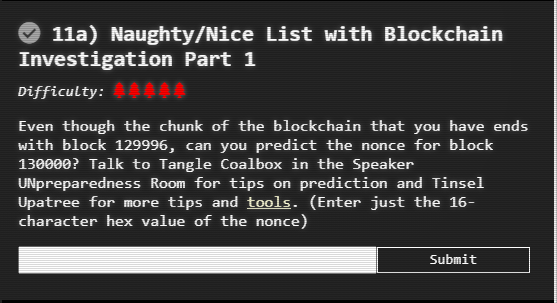 11a) Naughty/Nice List with Blockchain
Investigation Part 1
Difficulty:
Even though the chunk of the blockchain that you have ends
with block 129996, can you predict the nonce for block
130000? Talk to Tangle Coalbox in the Speaker
UNpreparedness Room for tips on prediction and Tinsel
Upatree for more tips and tools. (Enter just the 16-
character hex value of the nonce)
Submit